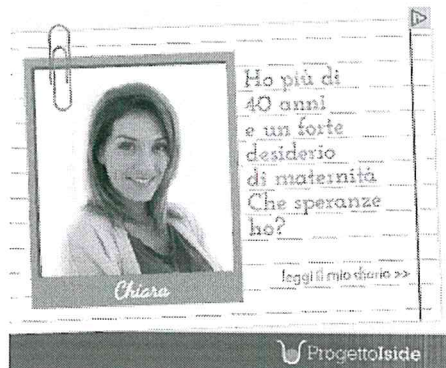 Ho più di
40 anni
e un forte
desiderio
di maternità
Che speranze
ho?
leggi il mio diario >>
Chiara
ProgettoIside